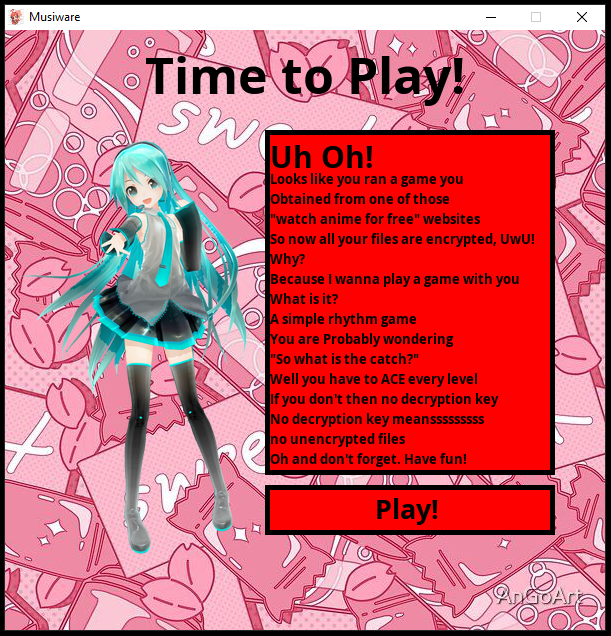 Musiware
Time to Play!
Uh Oh!
Looks like you ran a game you
Obtained from one of those
"watch anime for free" websites
So now all your files are encrypted, UwU!
Why?
Because I wanna play a game with you
What is it?
A simple rhythm game
You are Probably wondering
"So what is the catch?"
Well you have to ACE every level
If you don't then no decryption key
No decryption key meansssssssss
no unencrypted files
Oh and don't forget. Have fun!
Play!
AnGoArt